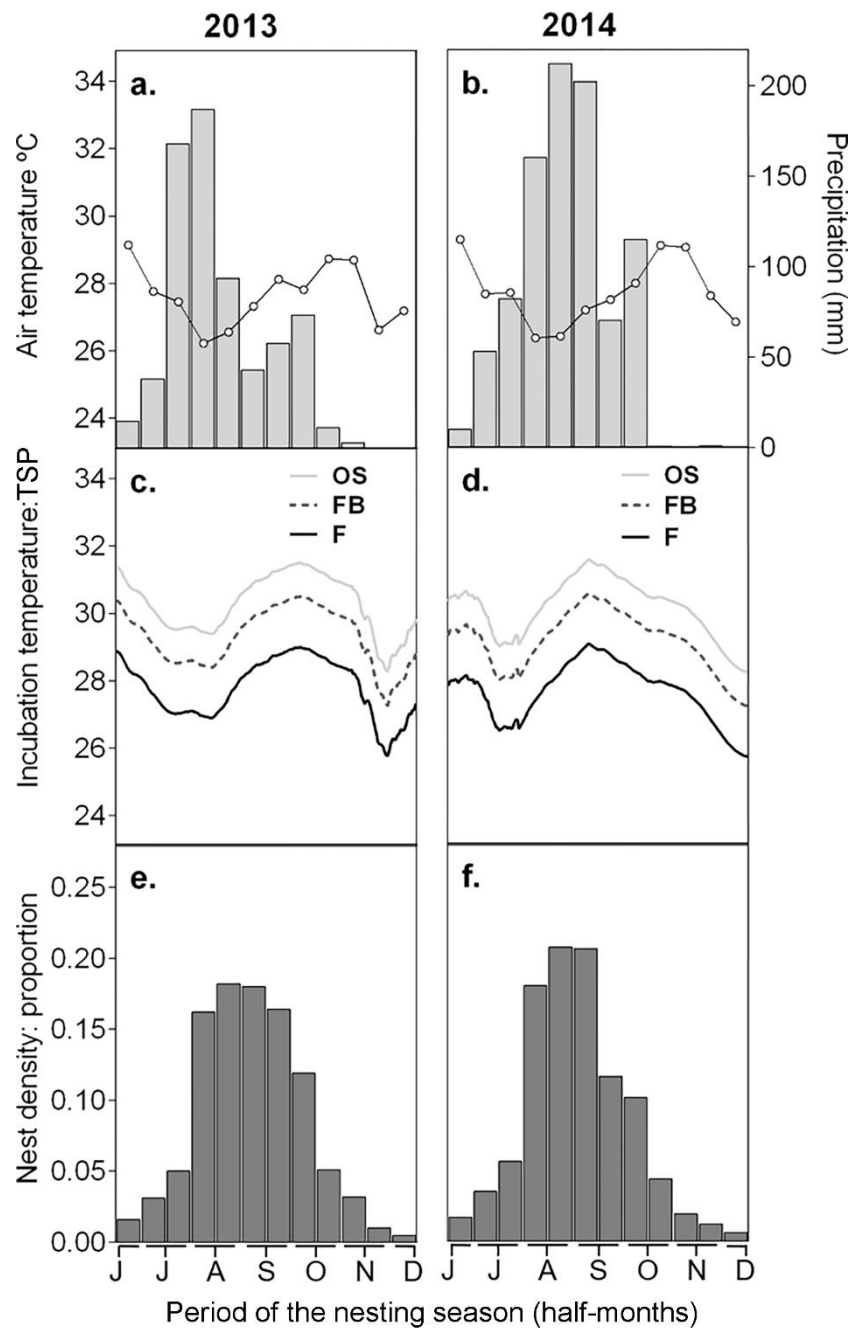 2013
2014
a.
b.
34
32
30
28
26
24
Air temperature ºC
200
150
100
50
0
Precipitation (mm)
c.
OS
FB
F
d.
OS
FB
F
34
32
30
28
26
24
Incubation temperature:TSP
e.
f.
0.25
0.20
0.15
0.10
0.05
0.00
Nest density: proportion
J J A S O N D
J J A S O N D
Period of the nesting season (half-months)